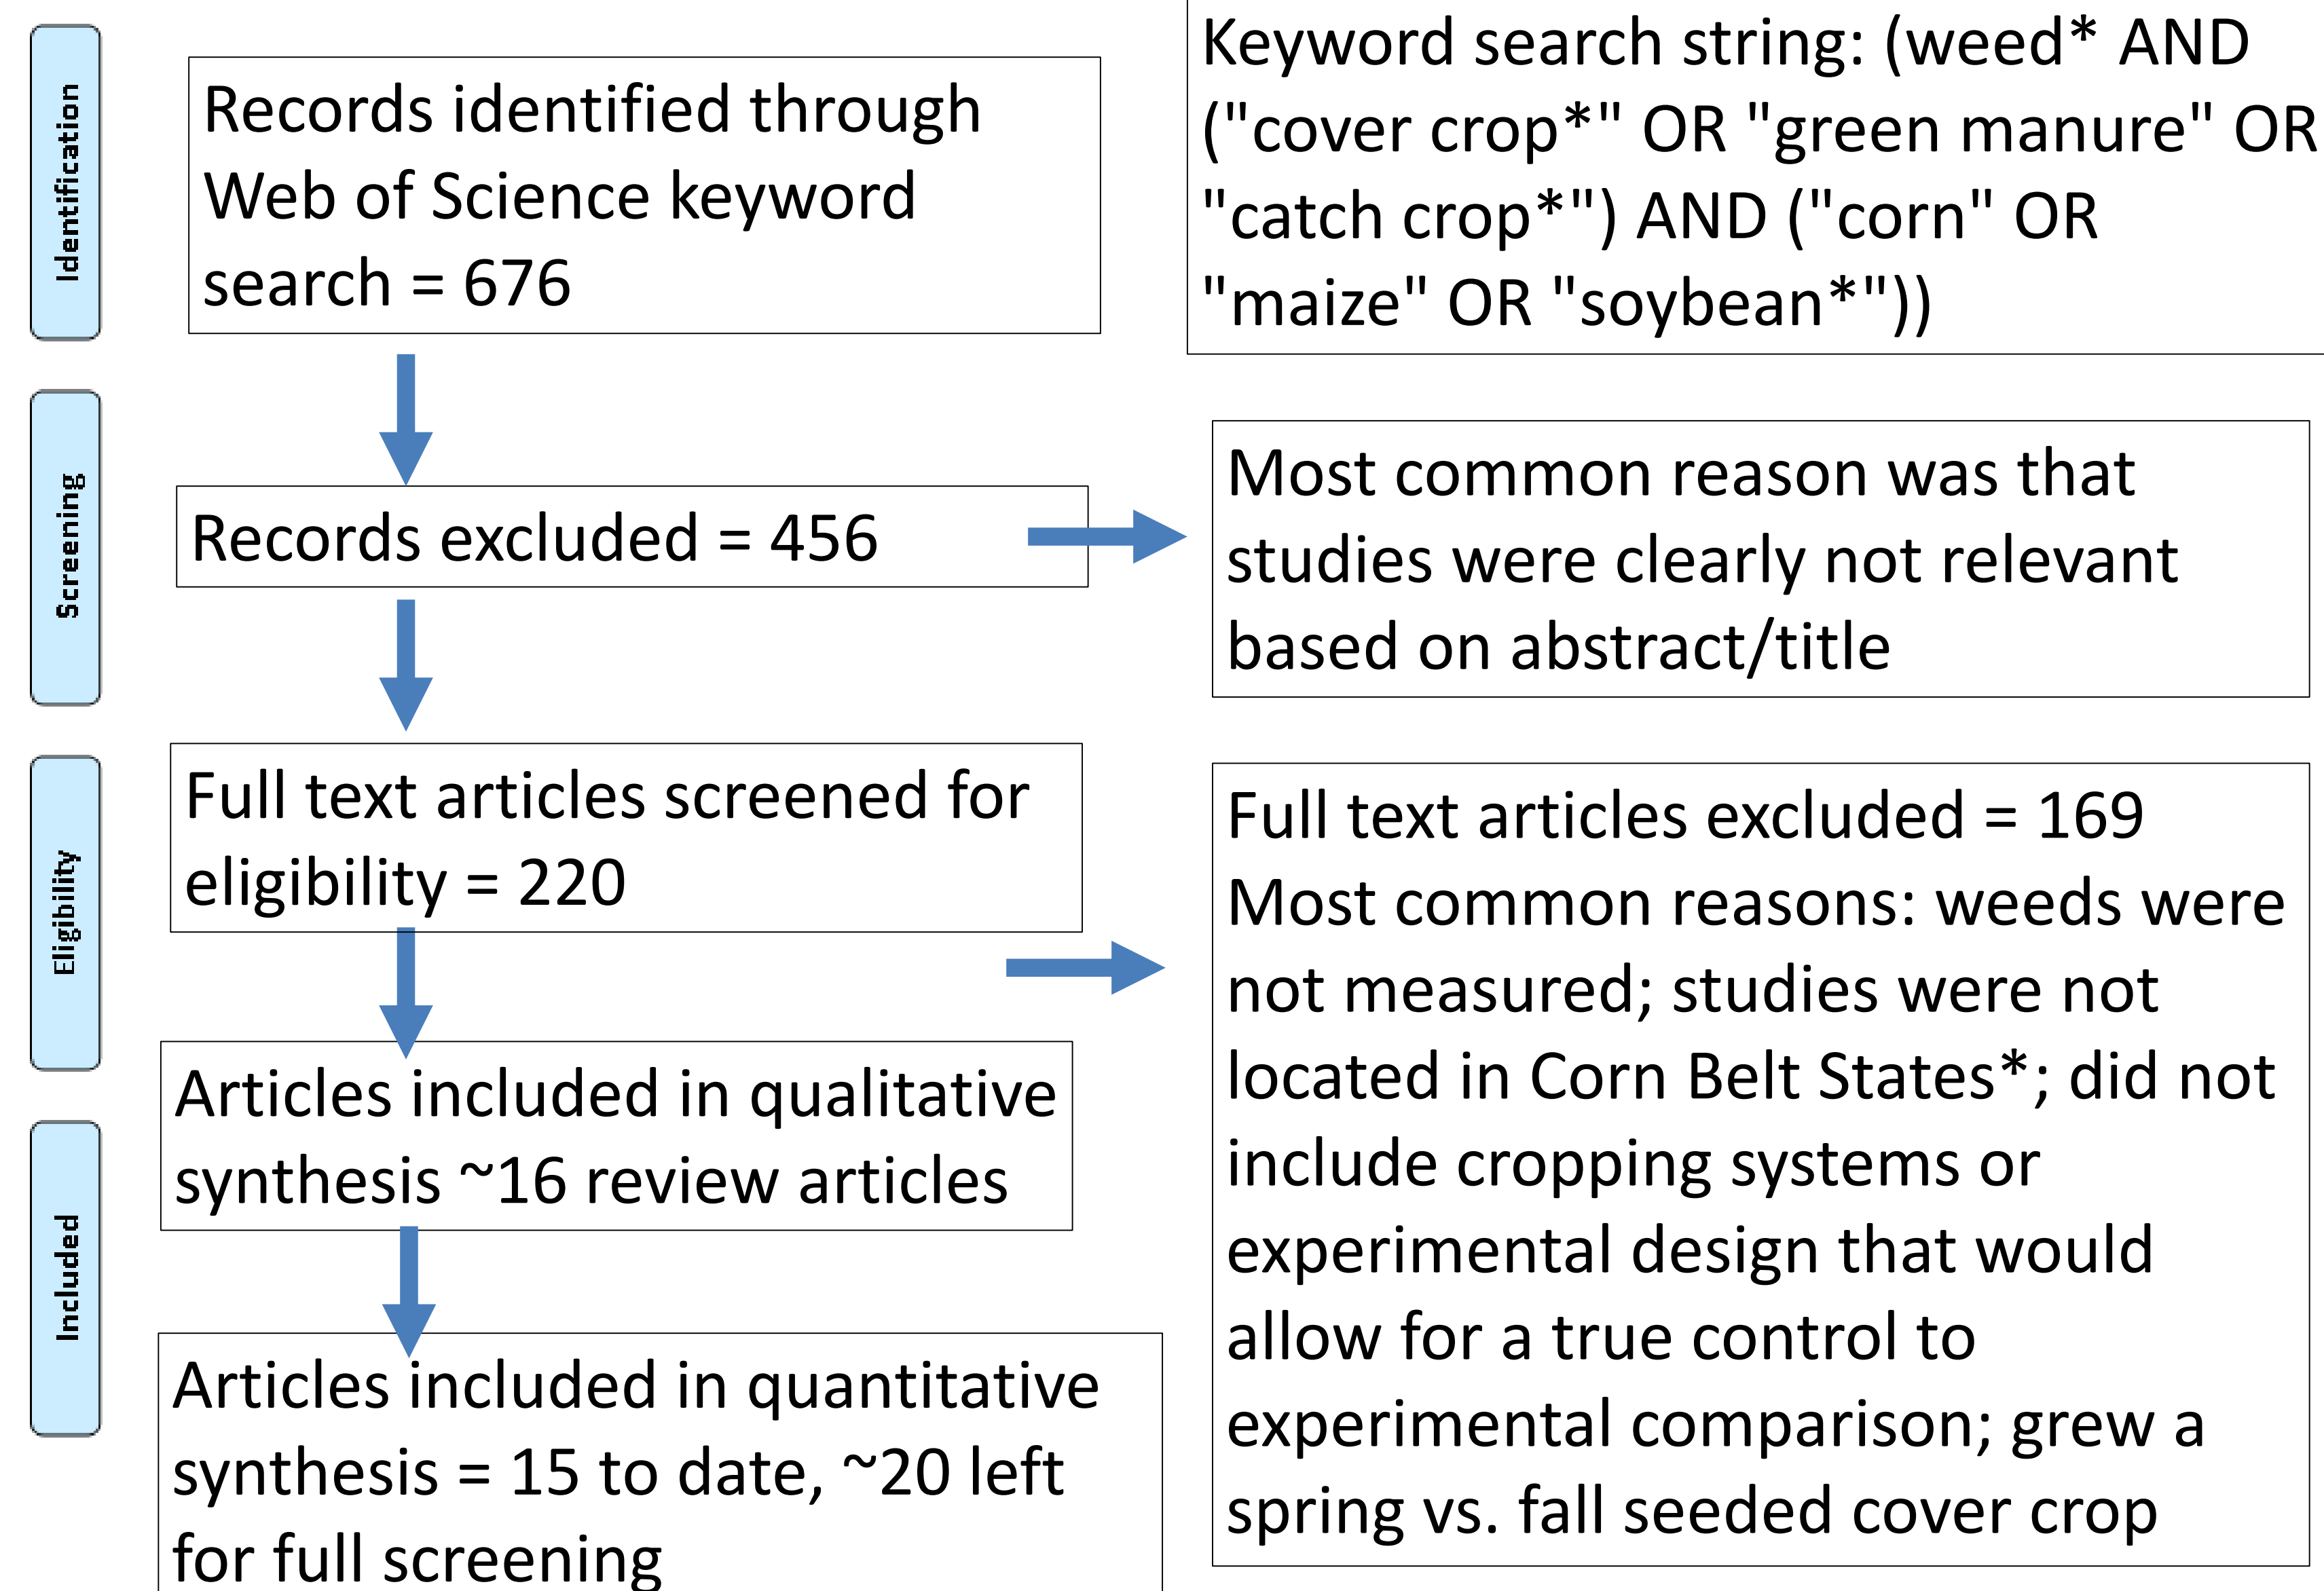 Identification
Records identified through
Web of Science keyword
search = 676
Keyword search string: (weed* AND
("cover crop*" OR "green manure" OR
"catch crop*") AND ("corn" OR
"maize" OR "soybean*"))
Screening
Records excluded = 456
Most common reason was that
studies were clearly not relevant
based on abstract/title
Eligibility
Full text articles screened for
eligibility = 220
Full text articles excluded = 169
Most common reasons: weeds were
not measured; studies were not
located in Corn Belt States*; did not
include cropping systems or
experimental design that would
allow for a true control to
experimental comparison; grew a
spring vs. fall seeded cover crop
Included
Articles included in qualitative
synthesis ~16 review articles
Articles included in quantitative
synthesis = 15 to date, ~20 left
for full screening